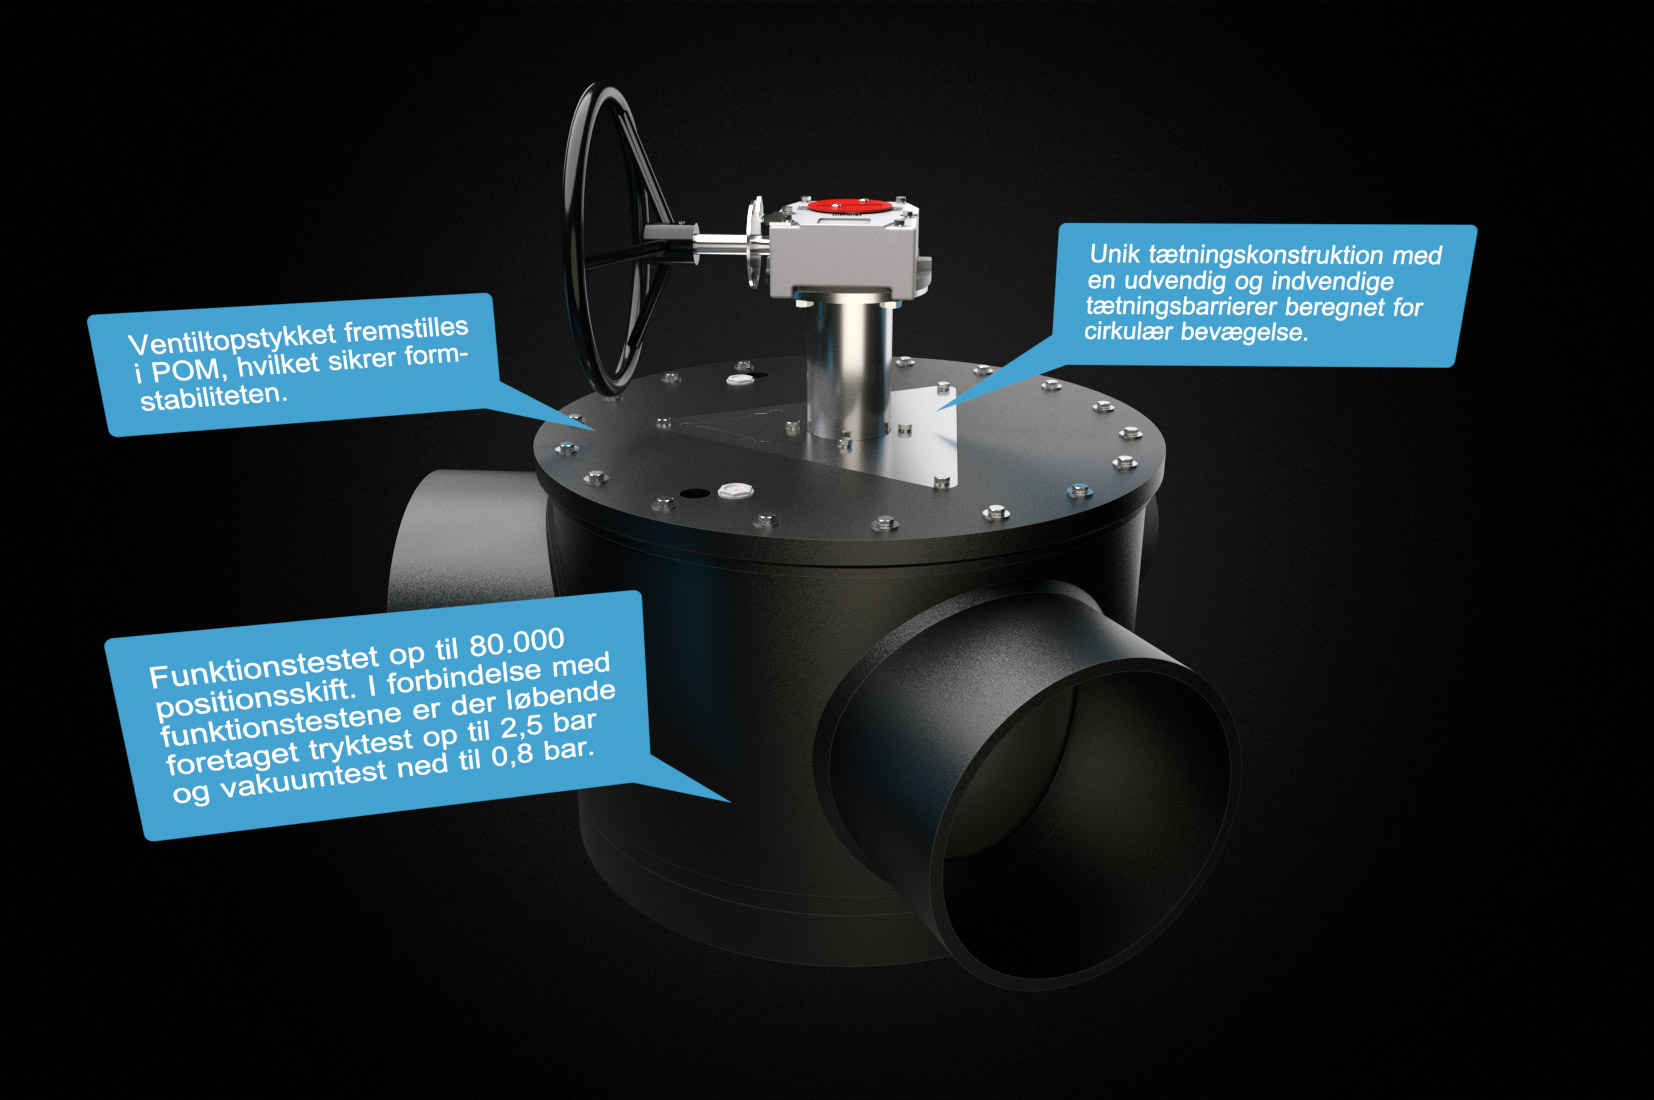 Ventiltopstykket fremstilles
i POM, hvilket sikrer form-
stabiliteten.
Unik tætningskonstruktion med
en udvendig og indvendige
tætningsbarrierer beregnet for
cirkulær bevægelse.
Funktionstestet op til 80.000
positionsskift. I forbindelse med
funktionstestene er der løbende
foretaget tryktest op til 2,5 bar
og vakuumtest ned til 0,8 bar.